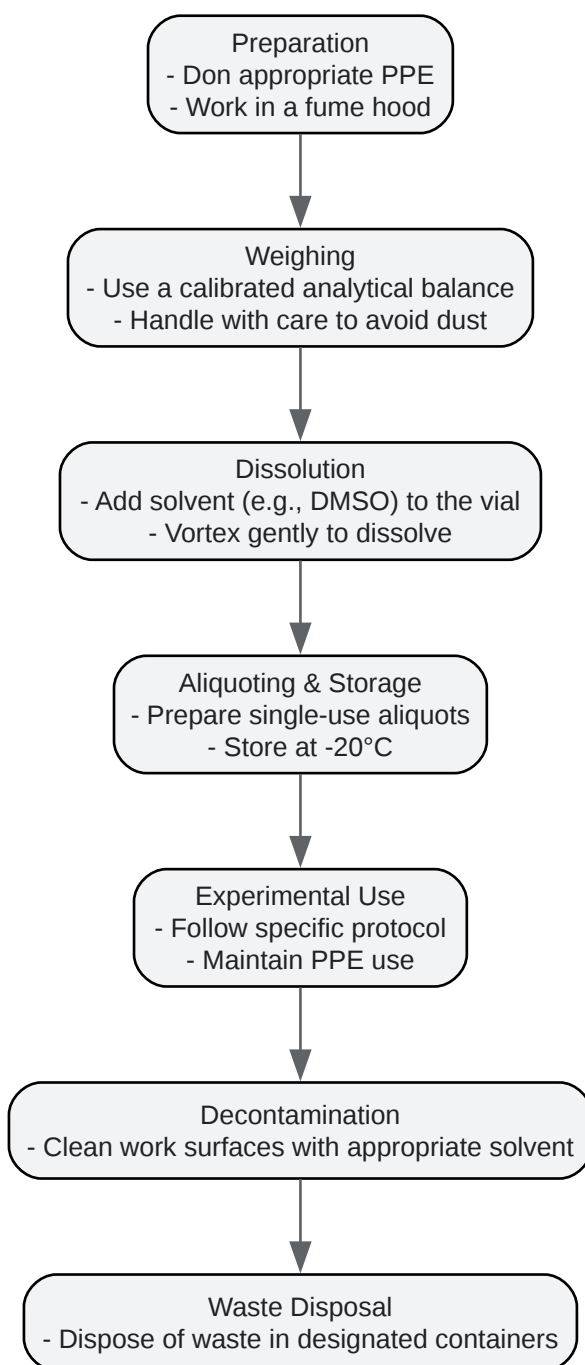 Preparation
- Don appropriate PPE
- Work in a fume hood
Weighing
- Use a calibrated analytical balance
- Handle with care to avoid dust
Dissolution
- Add solvent (e.g., DMSO) to the vial
- Vortex gently to dissolve
Aliquoting & Storage
- Prepare single-use aliquots
- Store at -20°C
Experimental Use
- Follow specific protocol
- Maintain PPE use
Decontamination
- Clean work surfaces with appropriate solvent
Waste Disposal
- Dispose of waste in designated containers